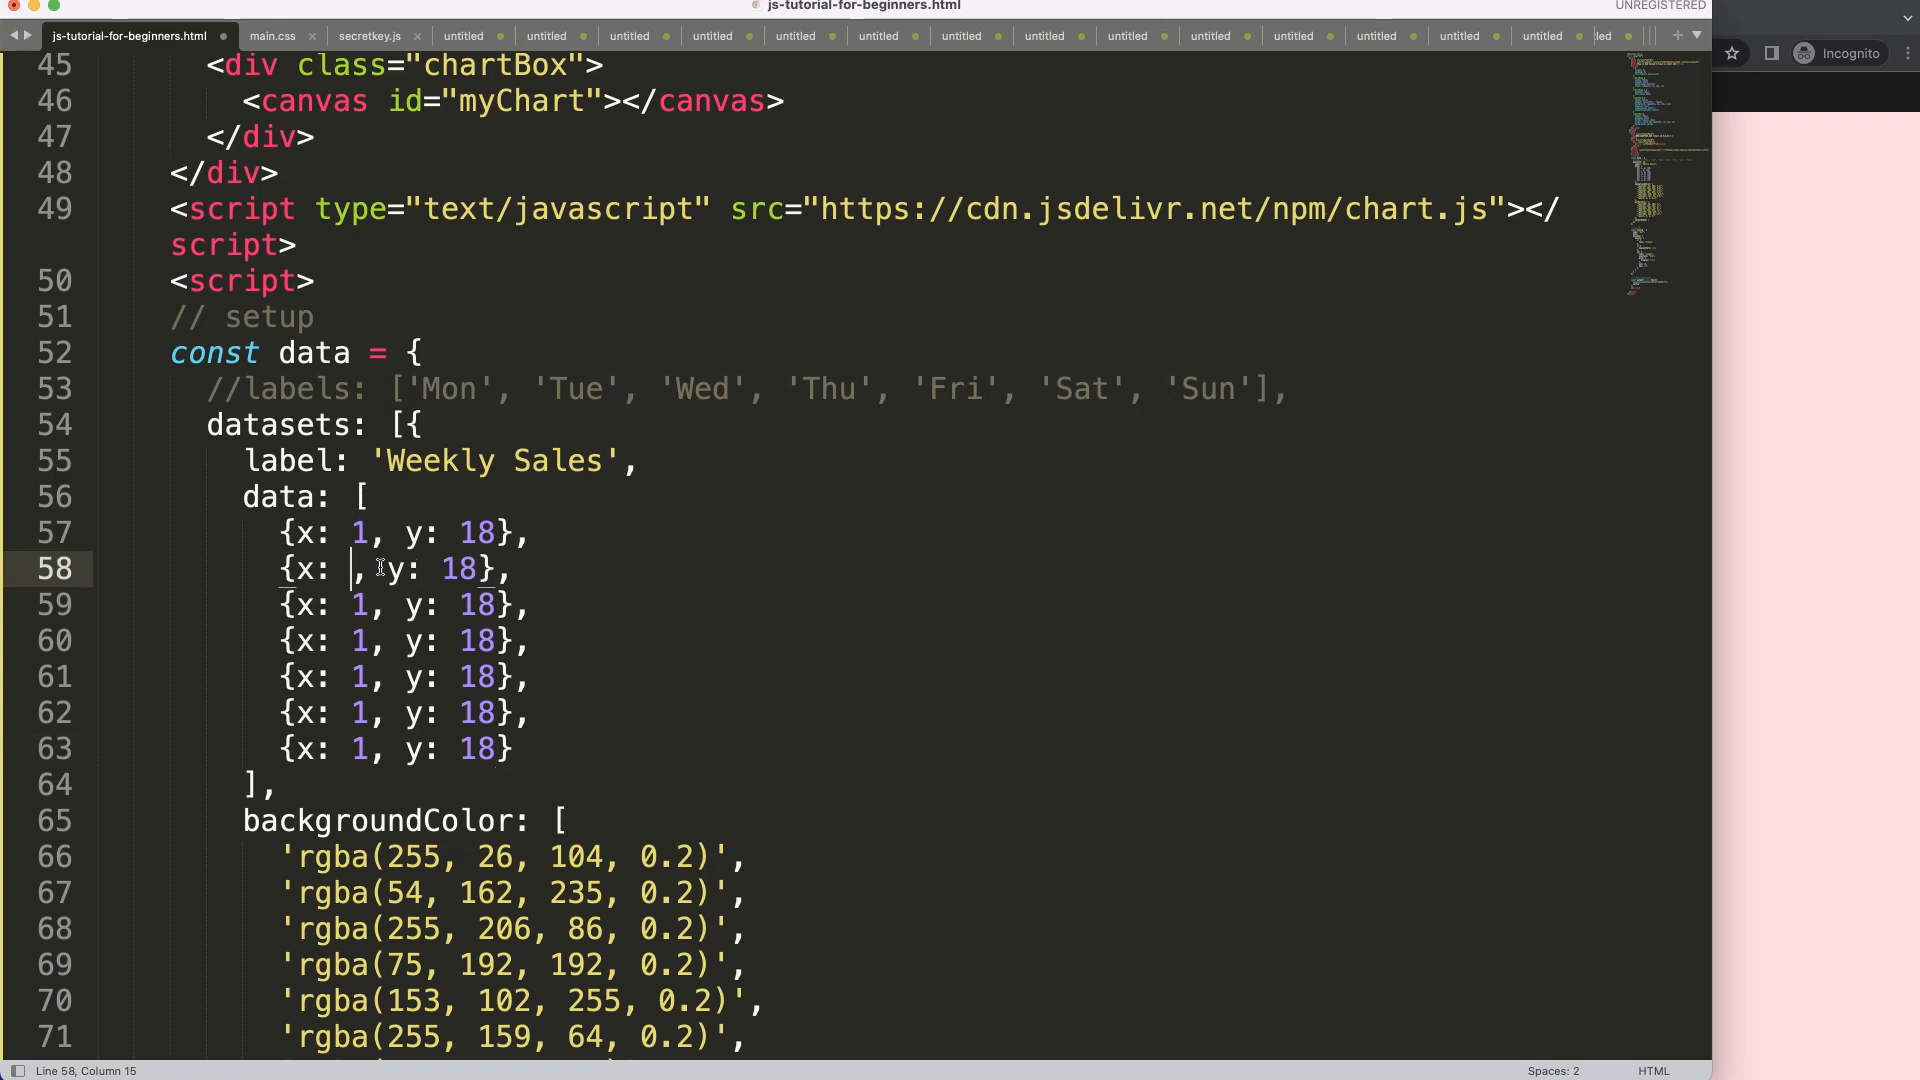 js-tutorial-for-beginners.html
UNREGISTERED
js-tutorial-for-beginners.html main.css secretkey.js untitled untitled untitled untitled untitled untitled untitled untitled untitled untitled untitled untitled untitled untitled led
Incognito
45 <div class="chartBox">
46 <canvas id="myChart"></canvas>
47 </div>
48 </div>
49 <script type="text/javascript" src="https://cdn.jsdelivr.net/npm/chart.js"></
script>
50 <script>
51 // setup
52 const data = {
53 //labels: ['Mon', 'Tue', 'Wed', 'Thu', 'Fri', 'Sat', 'Sun'],
54 datasets: [{
55 label: 'Weekly Sales',
56 data: [
57 {x: 1, y: 18},
58 {x: , y: 18},
59 {x: 1, y: 18},
60 {x: 1, y: 18},
61 {x: 1, y: 18},
62 {x: 1, y: 18},
63 {x: 1, y: 18}
64 ],
65 backgroundColor: [
66 'rgba(255, 26, 104, 0.2)',
67 'rgba(54, 162, 235, 0.2)',
68 'rgba(255, 206, 86, 0.2)',
69 'rgba(75, 192, 192, 0.2)',
70 'rgba(153, 102, 255, 0.2)',
71 'rgba(255, 159, 64, 0.2)',
Line 58, Column 15
Spaces: 2
HTML